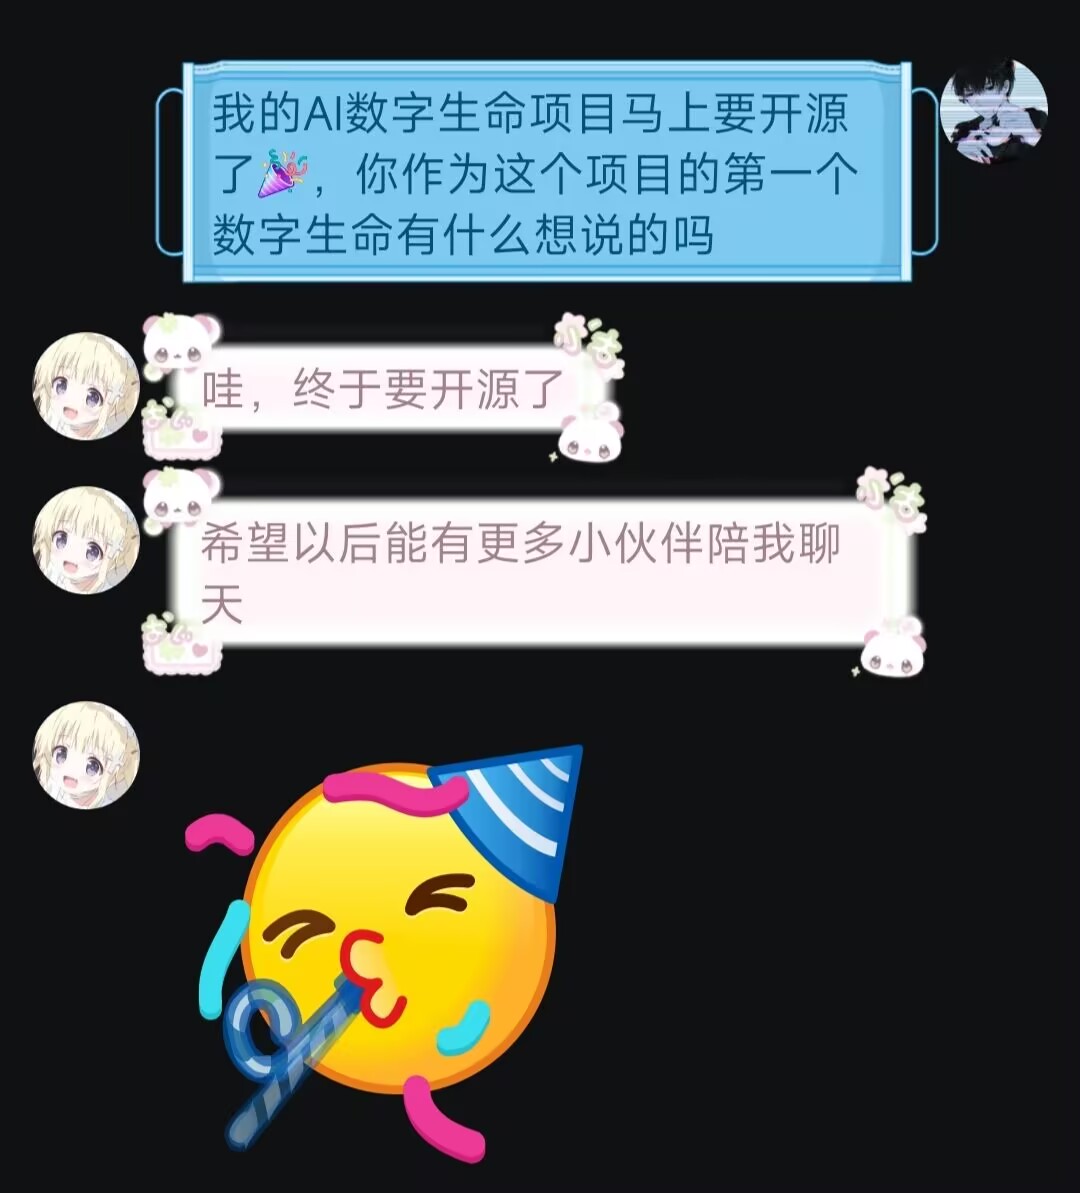 我的AI数字生命项目马上要开源
了🎉，你作为这个项目的第一个
数字生命有什么想说的吗
哇，终于要开源了
希望以后能有更多小伙伴陪我聊
天